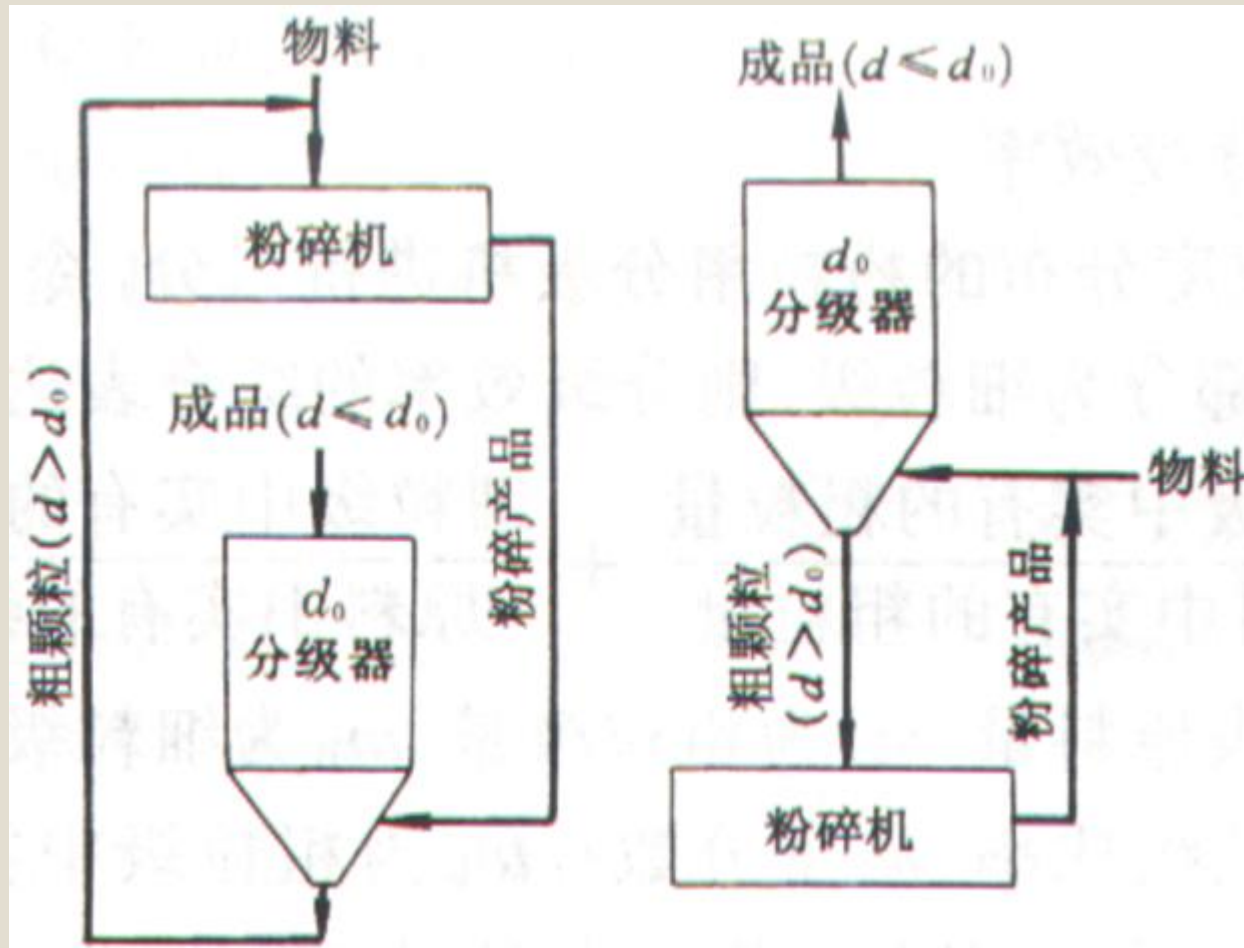 物料
粉碎机
成品(d≤d₀)
d₀
分级器
粗颗粒(d>d₀)
粉碎产品
成品(d≤d₀)
d₀
分级器
物料
粗颗粒
(d>d₀)
粉碎产品
粉碎机